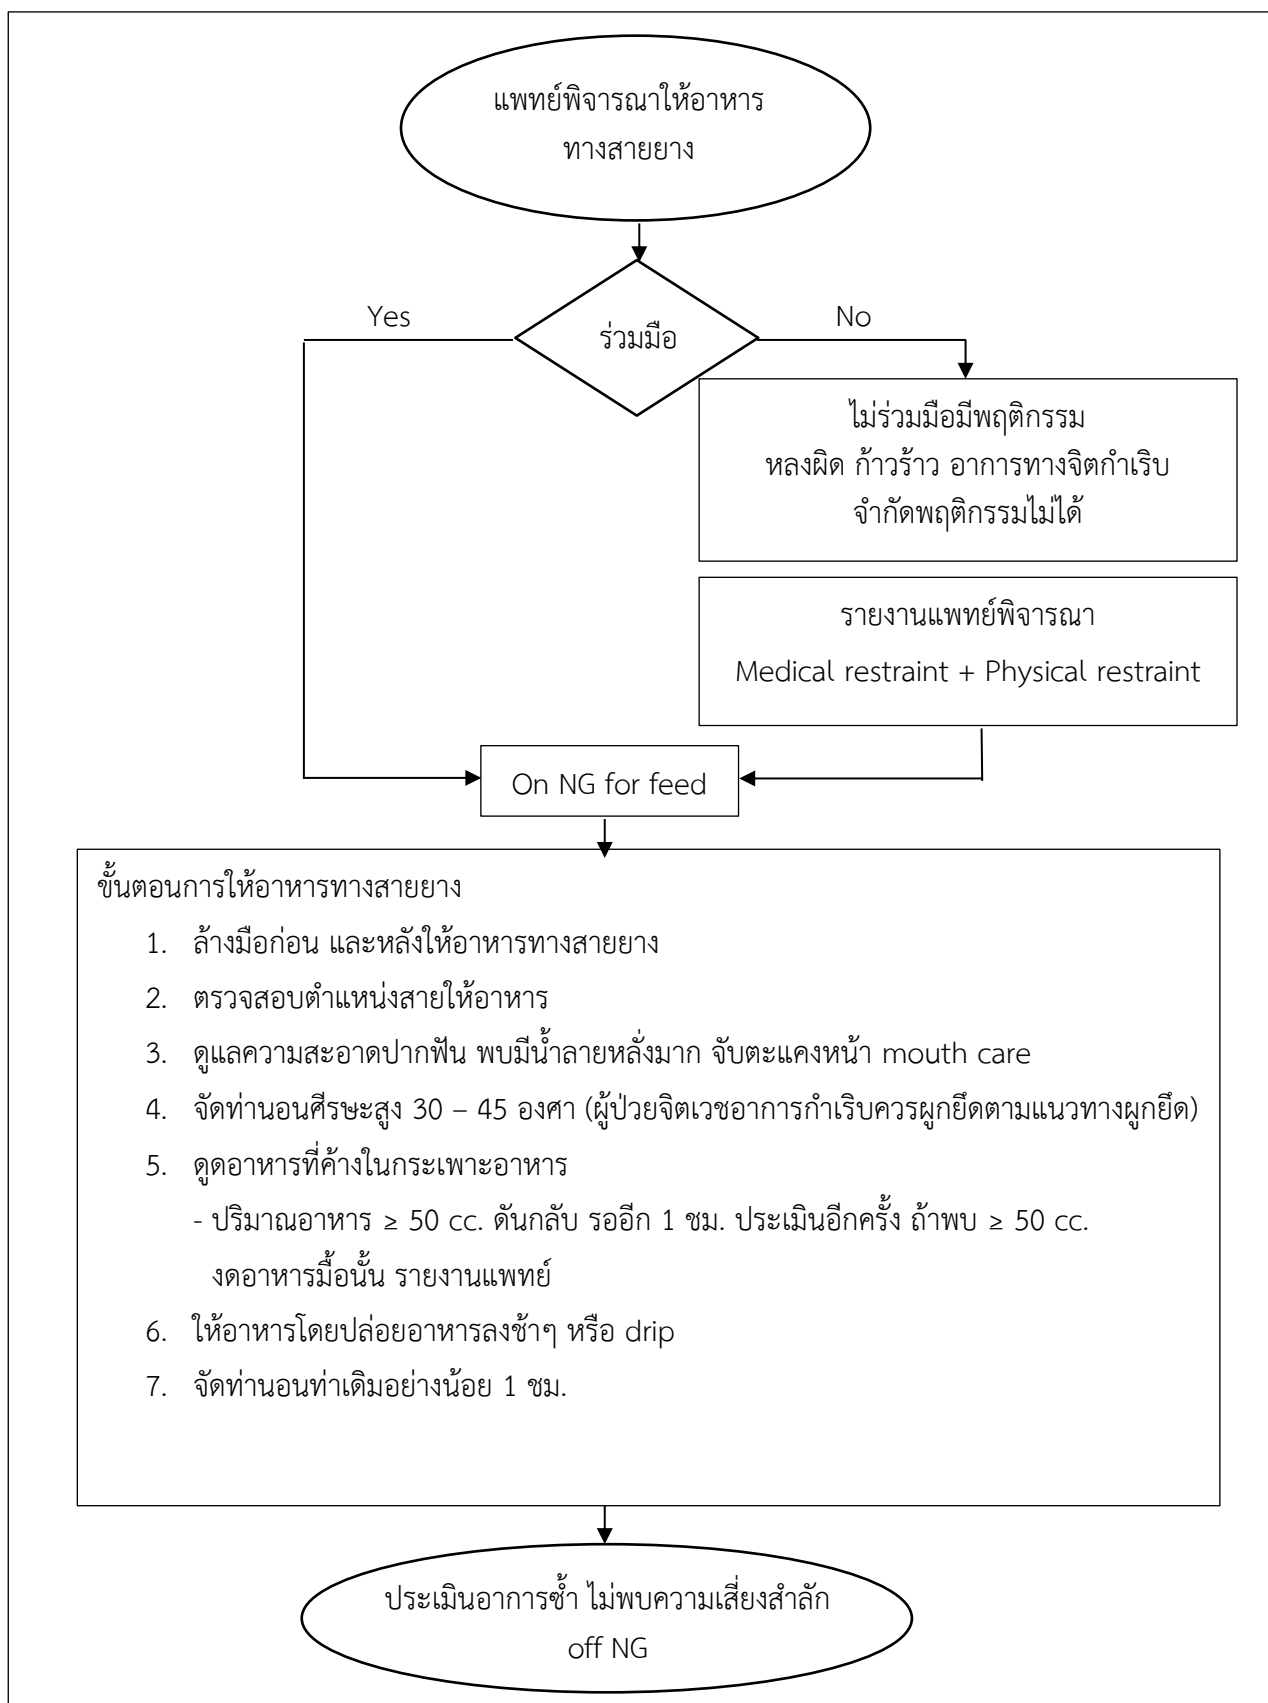 แพทย์พิจารณาให้อาหาร
ทางสายยาง
ร่วมมือ
Yes
No
ไม่ร่วมมือมีพฤติกรรม
หลงผิด ก้าวร้าว อาการทางจิตกำเริบ
จำกัดพฤติกรรมไม่ได้
รายงานแพทย์พิจารณา
Medical restraint + Physical restraint
On NG for feed
ขั้นตอนการให้อาหารทางสายยาง
1. ล้างมือก่อน และหลังให้อาหารทางสายยาง
2. ตรวจสอบตำแหน่งสายให้อาหาร
3. ดูแลความสะอาดปากฟัน พบมีน้ำลายหลั่งมาก จับตะแคงหน้า mouth care
4. จัดท่านอนศีรษะสูง 30 – 45 องศา (ผู้ป่วยจิตเวชอาการกำเริบควรผูกยึดตามแนวทางผูกยึด)
5. ดูดอาหารที่ค้างในกระเพาะอาหาร
- ปริมาณอาหาร ≥ 50 cc. ดันกลับ รออีก 1 ชม. ประเมินอีกครั้ง ถ้าพบ ≥ 50 cc.
งดอาหารมื้อนั้น รายงานแพทย์
6. ให้อาหารโดยปล่อยอาหารลงช้าๆ หรือ drip
7. จัดท่านอนท่าเดิมอย่างน้อย 1 ชม.
ประเมินอาการซ้ำ ไม่พบความเสี่ยงสำลัก
off NG